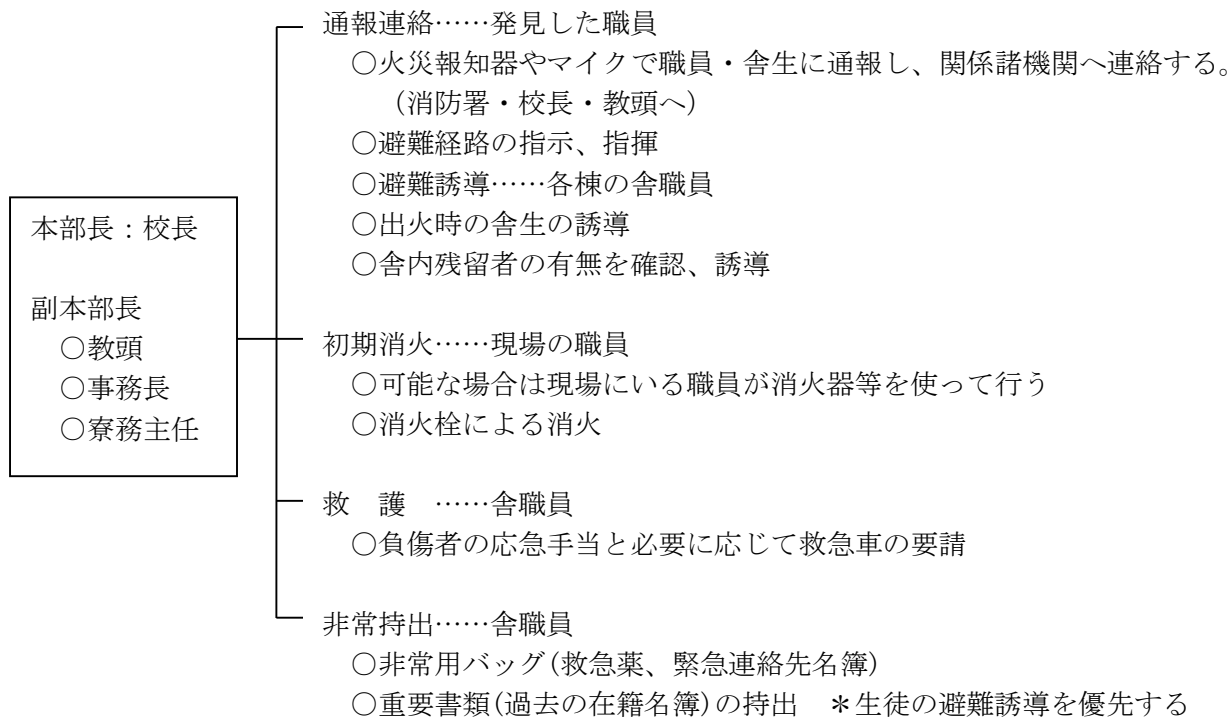 本部長：校長
副本部長
○教頭
○事務長
○寮務主任
通報連絡……発見した職員
○火災報知器やマイクで職員・舎生に通報し、関係諸機関へ連絡する。
（消防署・校長・教頭へ）
○避難経路の指示、指揮
○避難誘導……各棟の舎職員
○出火時の舎生の誘導
○舎内残留者の有無を確認、誘導
初期消火……現場の職員
○可能な場合は現場にいる職員が消火器等を使って行う
○消火栓による消火
救　護　……舎職員
○負傷者の応急手当と必要に応じて救急車の要請
非常持出……舎職員
○非常用バッグ(救急薬、緊急連絡先名簿)
○重要書類(過去の在籍名簿)の持出　＊生徒の避難誘導を優先する